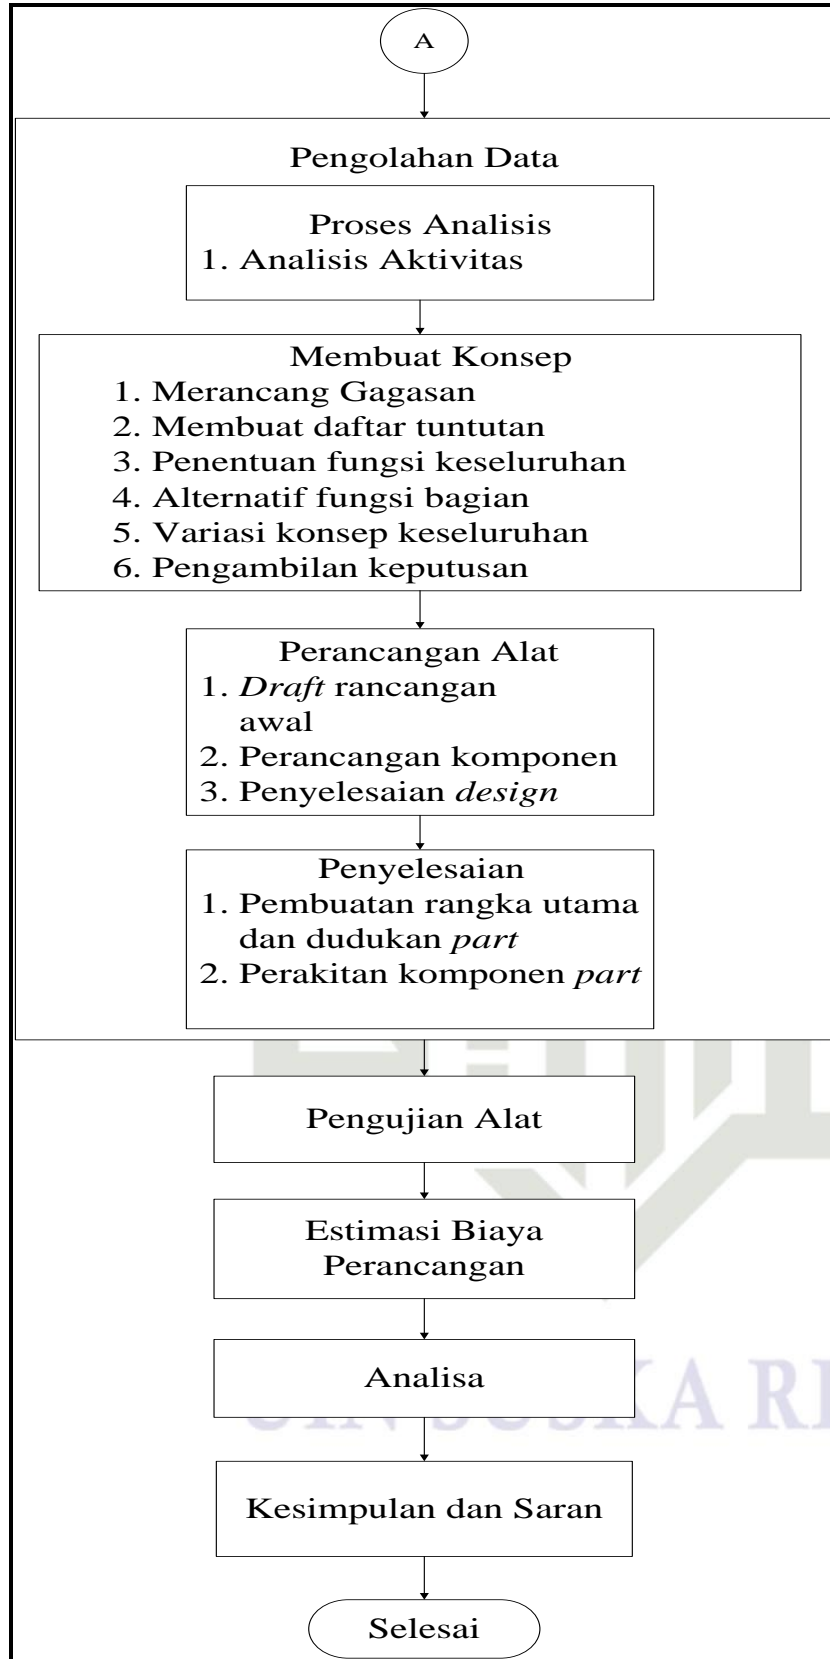 A
Pengolahan Data
Proses Analisis
1. Analisis Aktivitas
Membuat Konsep
1. Merancang Gagasan
2. Membuat daftar tuntutan
3. Penentuan fungsi keseluruhan
4. Alternatif fungsi bagian
5. Variasi konsep keseluruhan
6. Pengambilan keputusan
Perancangan Alat
1. Draft rancangan
awal
2. Perancangan komponen
3. Penyelesaian design
Penyelesaian
1. Pembuatan rangka utama
dan dudukan part
2. Perakitan komponen part
Pengujian Alat
Estimasi Biaya
Perancangan
Analisa
Kesimpulan dan Saran
Selesai